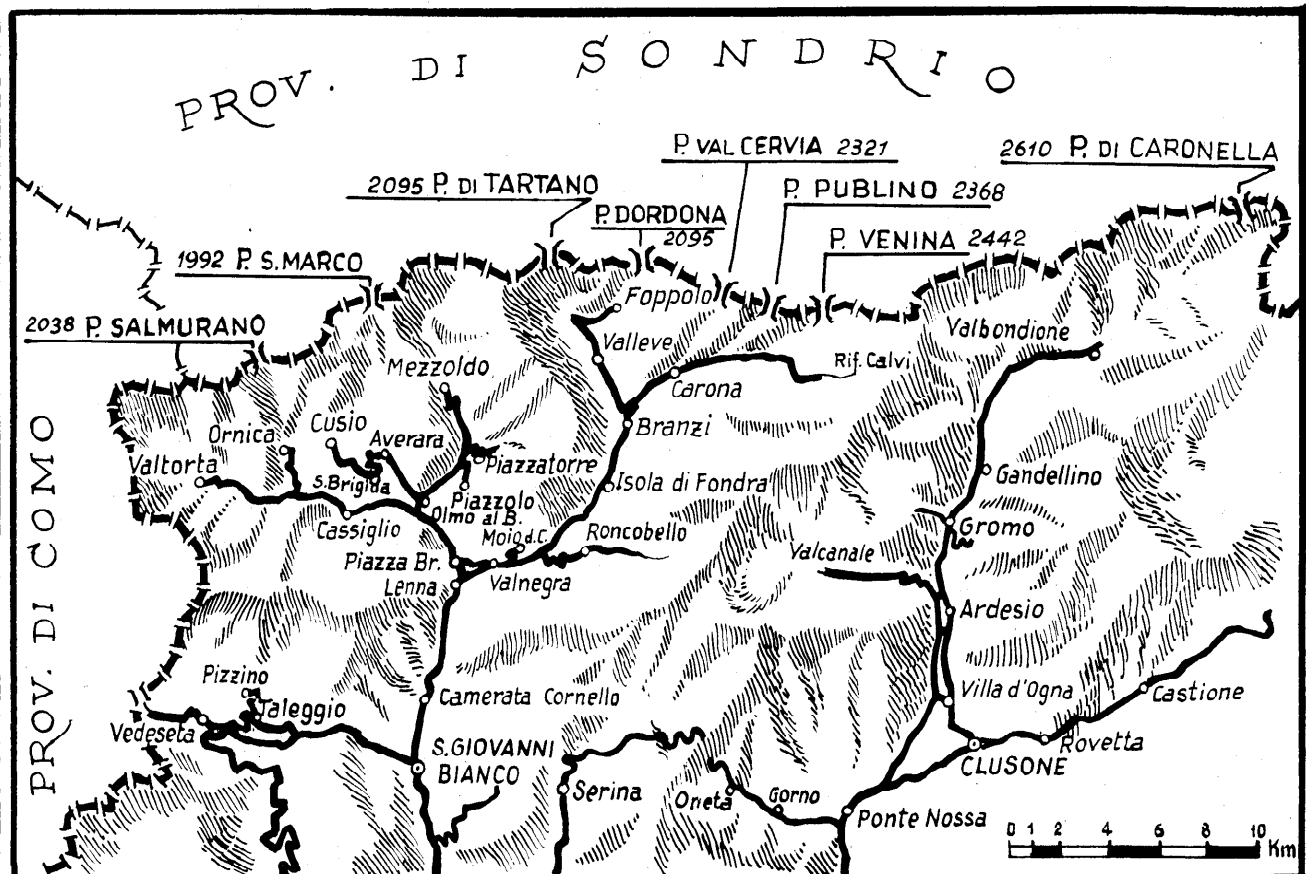 PROV. DI SONDRIO
P. VAL CERVIA 2321
2610 P. DI CARONELLA
2095 P. DI TARTANO
P. PUBLINO 2368
P. DORDONA
2095
P. VENINA 2442
1992 P. S. MARCO
2038 P. SALMURANO
Foppolo
Valbondione
Valleve
Mezzoldo
Rif. Calvi
Carona
PROV. DI COMO
Cusio
Ornica
Averara
Branzi
Valtorta
Piazzatorre
Gandellino
S. Brigida
Isola di Fondra
Piazzolo
Olmo al B.
Cassiglio
Gromo
Moio d.C.
Roncobello
Valcanale
Piazza Br.
Valnegra
Lenna
Ardesio
Pizzino
Camerata Cornello
Villa d'Ogna
Castione
Taleggio
Vedeseta
Rovetta
S. GIOVANNI
BIANCO
CLUSONE
Serina
Oneta
Gorno
Ponte Nossa
0 1 2 4 6 8 10
Km